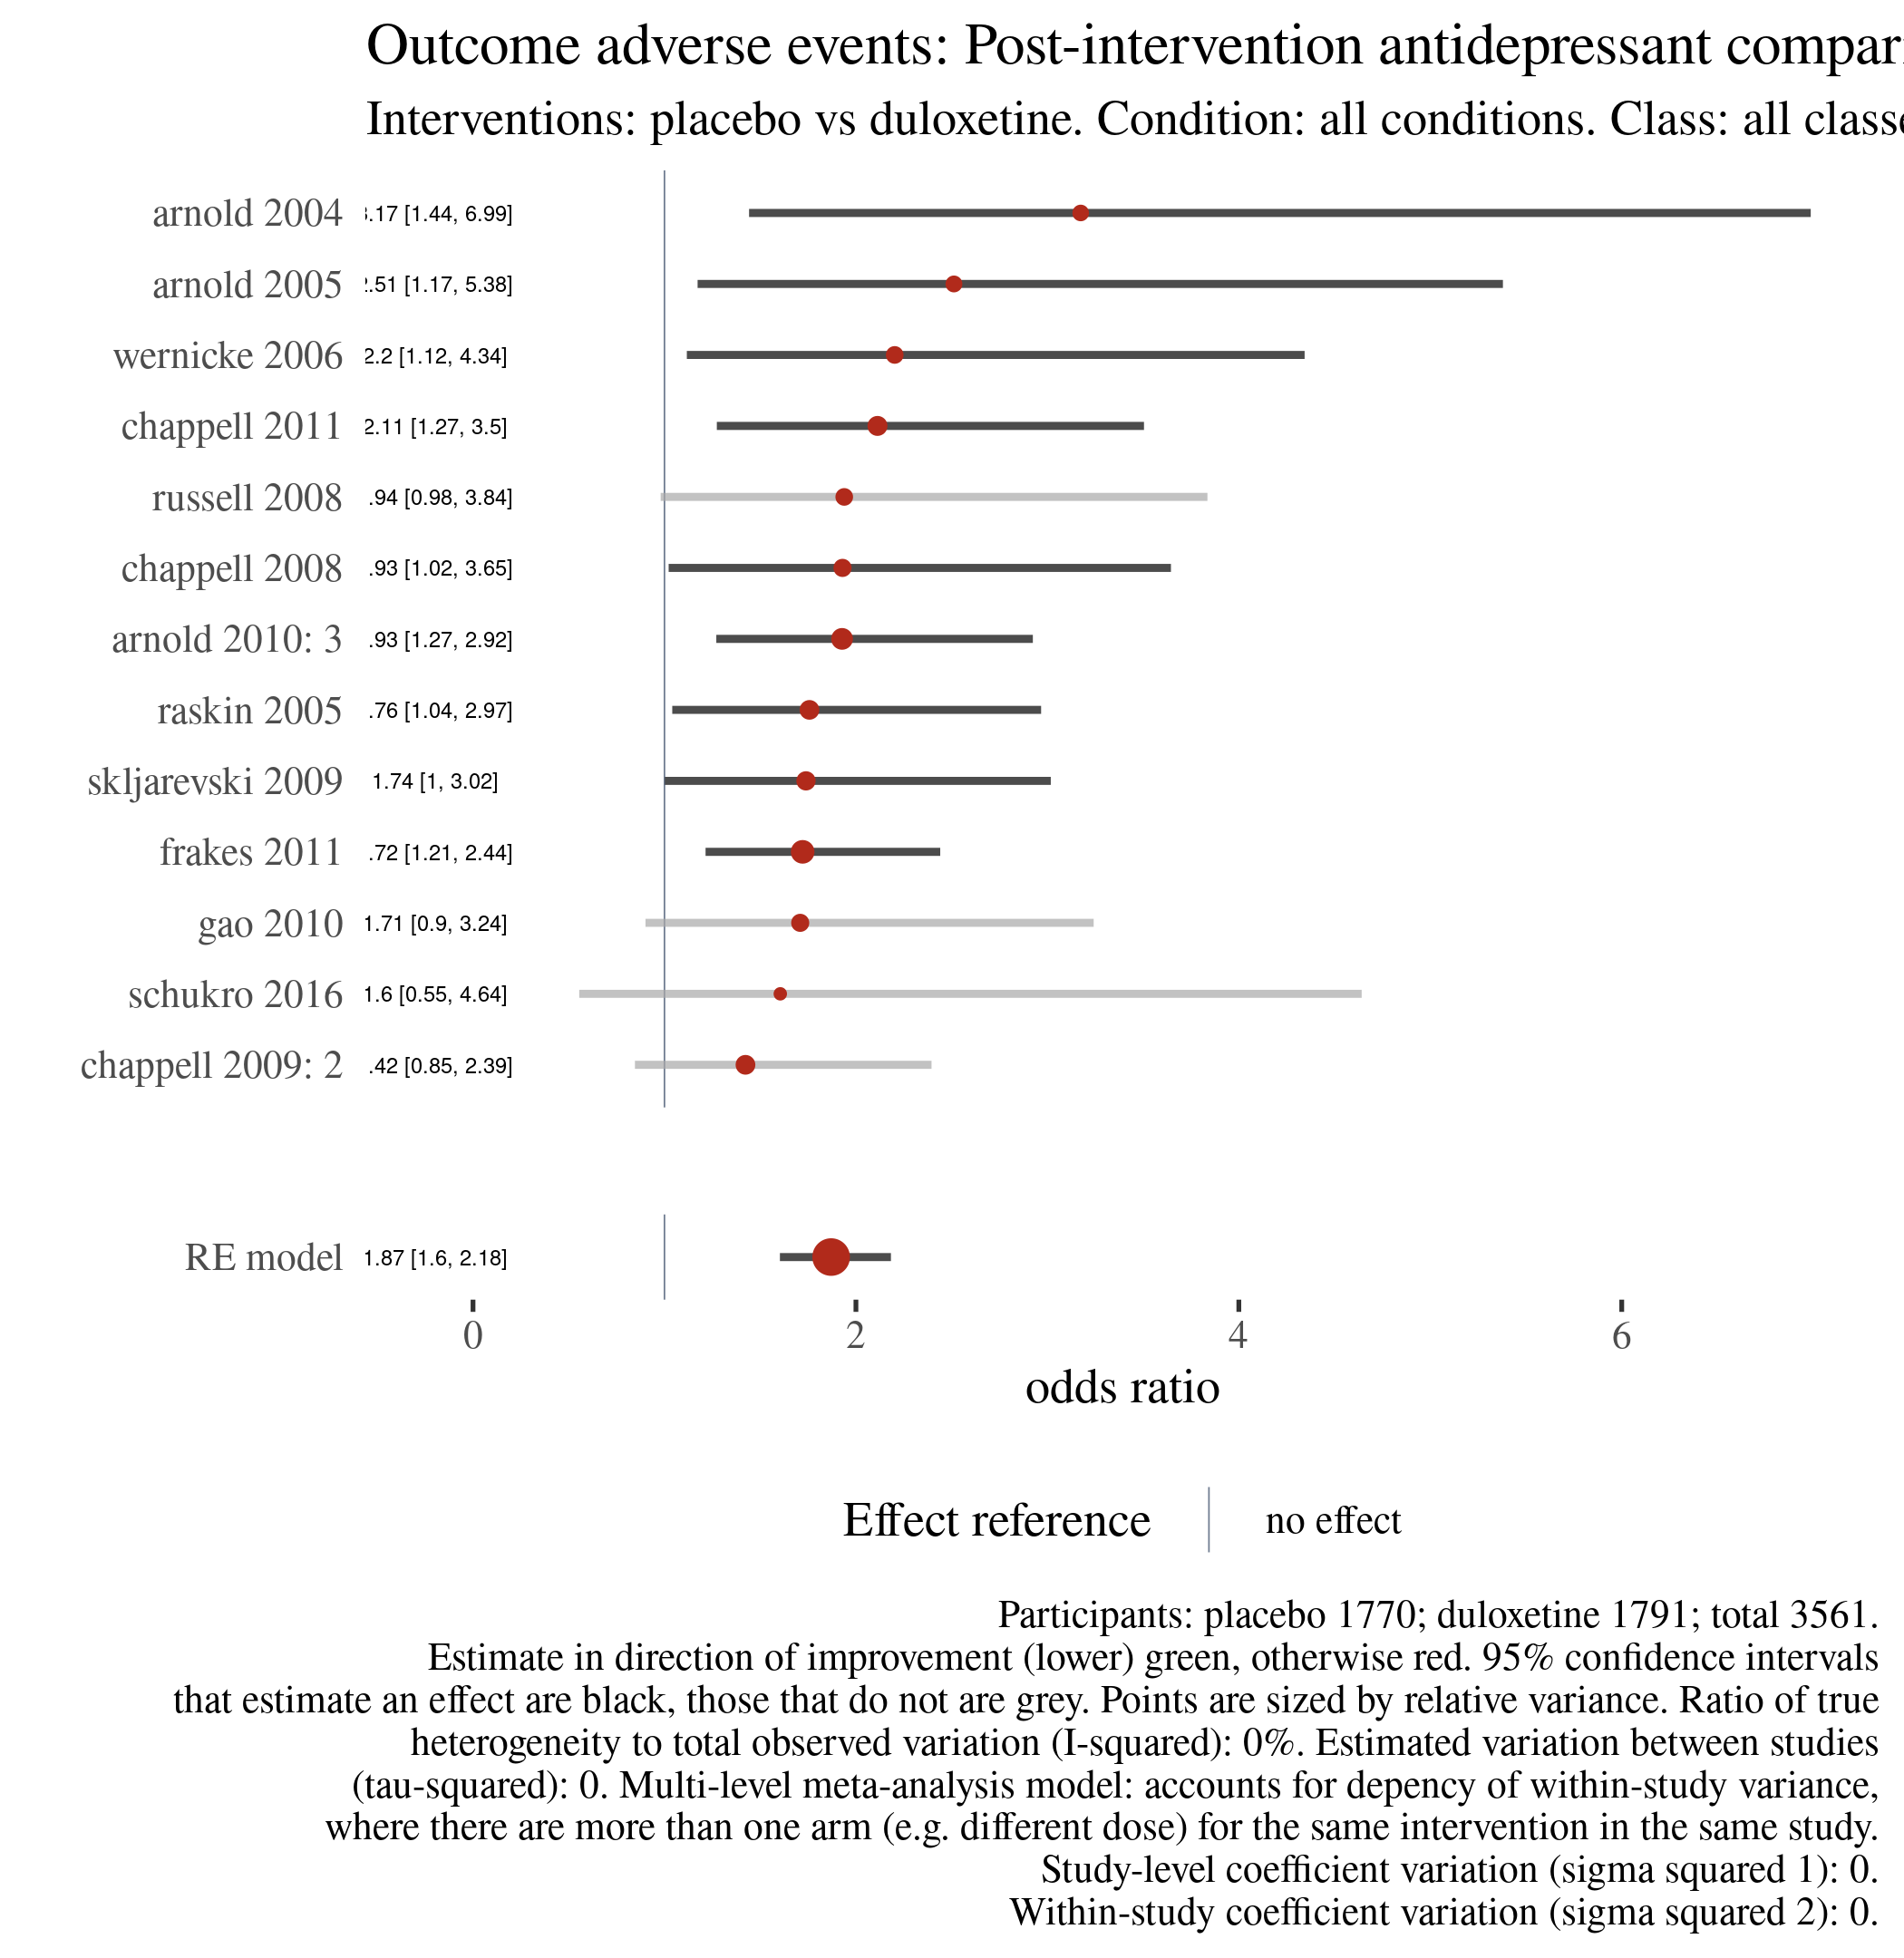 Outcome adverse events: Post-intervention antidepressant compar
Interventions: placebo vs duloxetine. Condition: all conditions. Class: all classe
arnold 2004 .17 [1.44, 6.99]
arnold 2005 .51 [1.17, 5.38]
wernicke 2006 2.2 [1.12, 4.34]
chappell 2011 2.11 [1.27, 3.5]
russell 2008 .94 [0.98, 3.84]
chappell 2008 .93 [1.02, 3.65]
arnold 2010: 3 .93 [1.27, 2.92]
raskin 2005 .76 [1.04, 2.97]
skljarevski 2009 1.74 [1, 3.02]
frakes 2011 .72 [1.21, 2.44]
gao 2010 1.71 [0.9, 3.24]
schukro 2016 1.6 [0.55, 4.64]
chappell 2009: 2 .42 [0.85, 2.39]
RE model 1.87 [1.6, 2.18]
0 2 4 6
odds ratio
Effect reference no effect
Participants: placebo 1770; duloxetine 1791; total 3561.
Estimate in direction of improvement (lower) green, otherwise red. 95% confidence intervals
that estimate an effect are black, those that do not are grey. Points are sized by relative variance. Ratio of true
heterogeneity to total observed variation (I-squared): 0%. Estimated variation between studies
(tau-squared): 0. Multi-level meta-analysis model: accounts for depency of within-study variance,
where there are more than one arm (e.g. different dose) for the same intervention in the same study.
Study-level coefficient variation (sigma squared 1): 0.
Within-study coefficient variation (sigma squared 2): 0.